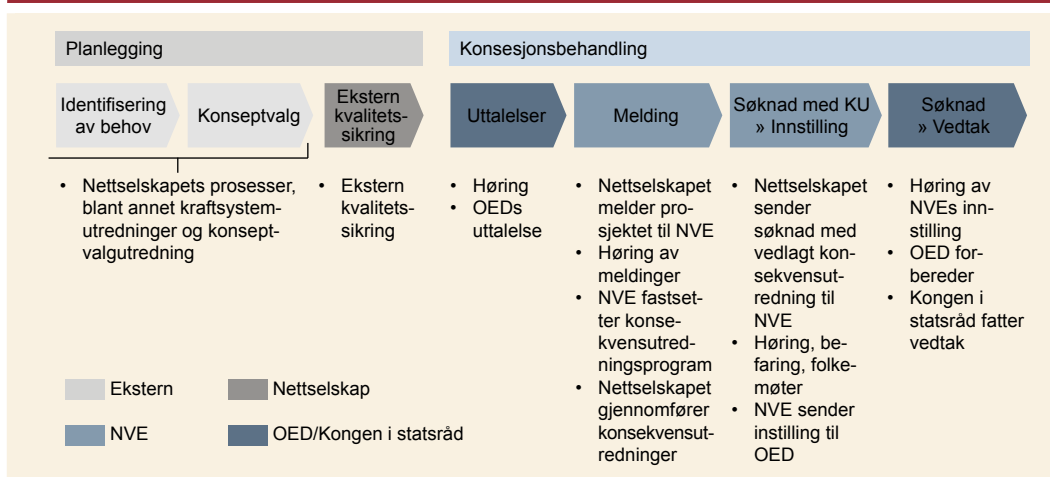 Planlegging
Konsesjonsbehandling
Identifisering
av behov
Konseptvalg
Ekstern
kvalitets-
sikring
Uttalelser
Melding
Søknad med KU
» Innstilling
Søknad
» Vedtak
• Nettselskapets prosesser,
blant annet kraftsystem-
utredninger og konsept-
valgutredning
• Ekstern
kvalitets-
sikring
• Høring
• OEDs
uttalelse
• Nettselskapet
melder pro-
sjektet til NVE
• Høring av
meldinger
• NVE fastset-
ter konse-
kvensutred-
ningsprogram
• Nettselskapet
gjennomfører
konsekvensut-
redninger
• Nettselskapet
sender
søknad med
vedlagt kon-
sekvensut-
redning til
NVE
• Høring, be-
faring, folke-
møter
• NVE sender
instilling til
OED
• Høring av
NVEs inn-
stilling
• OED for-
bereder
• Kongen i
statsråd fatter
vedtak
Ekstern
Nettselskap
NVE
OED/Kongen i statsråd